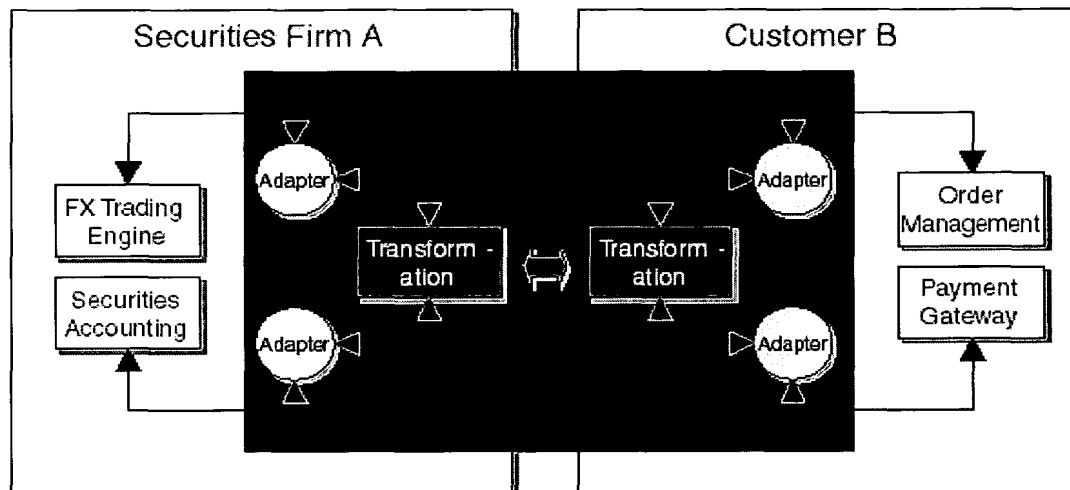 Securities Firm A
Customer B
Adapter
Adapter
FX Trading
Engine
Order
Management
Transform -
ation
Transform -
ation
Securities
Accounting
Payment
Gateway
Adapter
Adapter